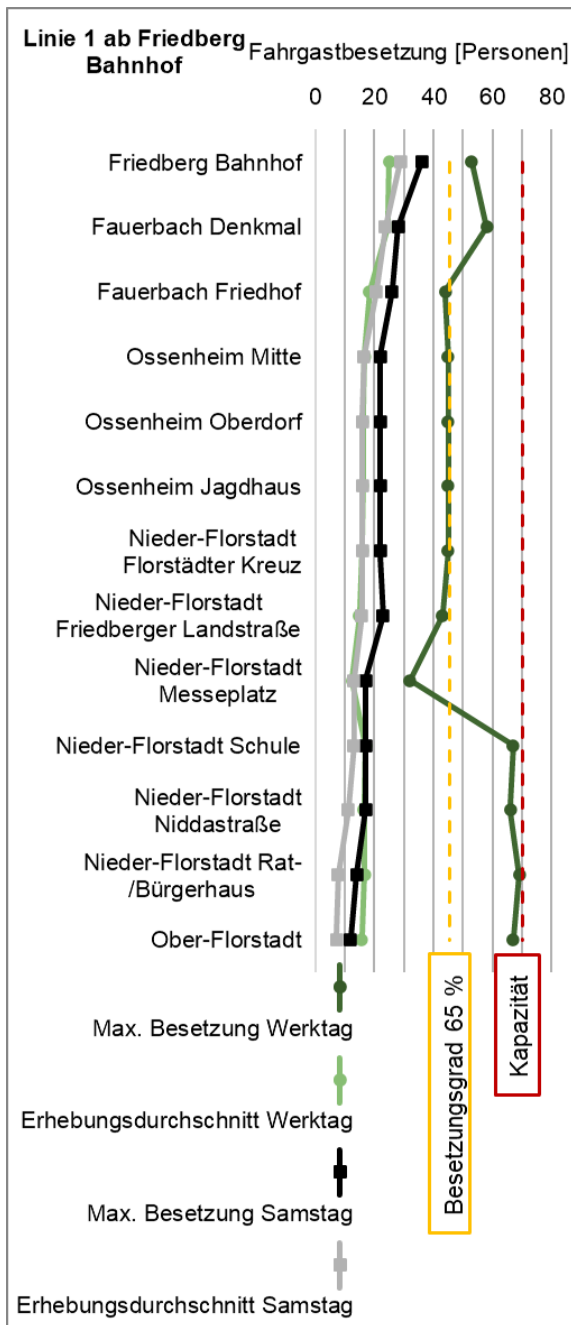 Linie 1 ab Friedberg
Bahnhof
Fahrgastbesetzung [Personen]
0 20 40 60 80
Friedberg Bahnhof
Fauerbach Denkmal
Fauerbach Friedhof
Ossenheim Mitte
Ossenheim Oberdorf
Ossenheim Jagdhaus
Nieder-Florstadt
Florstädter Kreuz
Nieder-Florstadt
Friedberger Landstraße
Nieder-Florstadt
Messeplatz
Nieder-Florstadt Schule
Nieder-Florstadt
Niddastraße
Nieder-Florstadt Rat-
/Bürgerhaus
Ober-Florstadt
Besetzungsgrad 65 %
Kapazität
Max. Besetzung Werktag
Erhebungsdurchschnitt Werktag
Max. Besetzung Samstag
Erhebungsdurchschnitt Samstag